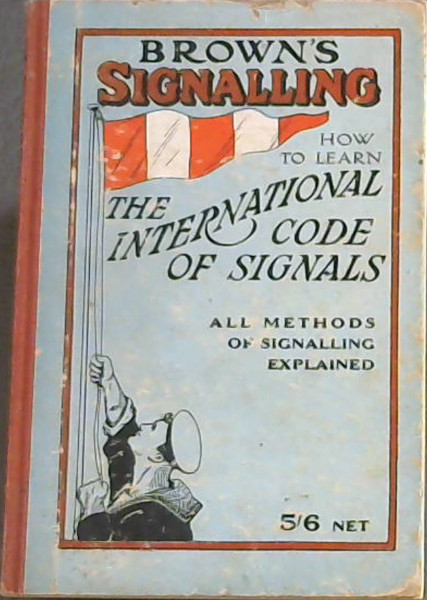 BROWN'S
SIGNALLING
HOW
TO LEARN
THE
INTERNATIONAL
CODE
OF SIGNALS
ALL METHODS
OF SIGNALLING
EXPLAINED
5/6 NET